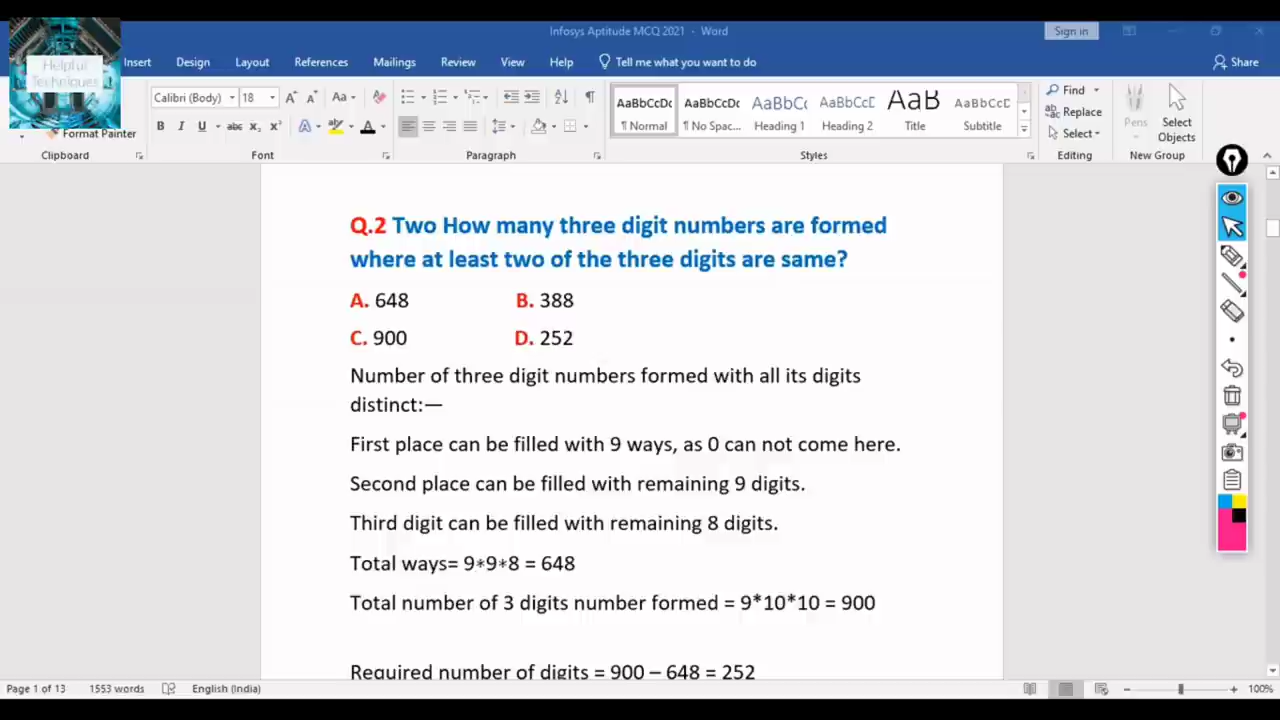 Infosys Aptitude MCQ 2021 - Word
Sign in
Helpful
Techniques
Insert Design Layout References Mailings Review View Help Tell me what you want to do Share
Calibri (Body) 18 Aa
AaBbCcDc AaBbCcDc AaBbCc AaBbCcD AaB AaBbCcD
¶ Normal ¶ No Spac... Heading 1 Heading 2 Title Subtitle
Find
Replace
Select
Pens
Select
Objects
Format Painter
B I U abc X₂ X² A A
Clipboard Font Paragraph Styles Editing New Group
Q.2 Two How many three digit numbers are formed
where at least two of the three digits are same?
A. 648 B. 388
C. 900 D. 252
Number of three digit numbers formed with all its digits
distinct:—
First place can be filled with 9 ways, as 0 can not come here.
Second place can be filled with remaining 9 digits.
Third digit can be filled with remaining 8 digits.
Total ways= 9*9*8 = 648
Total number of 3 digits number formed = 9*10*10 = 900
Required number of digits = 900 – 648 = 252
Page 1 of 13 1553 words English (India) 100%